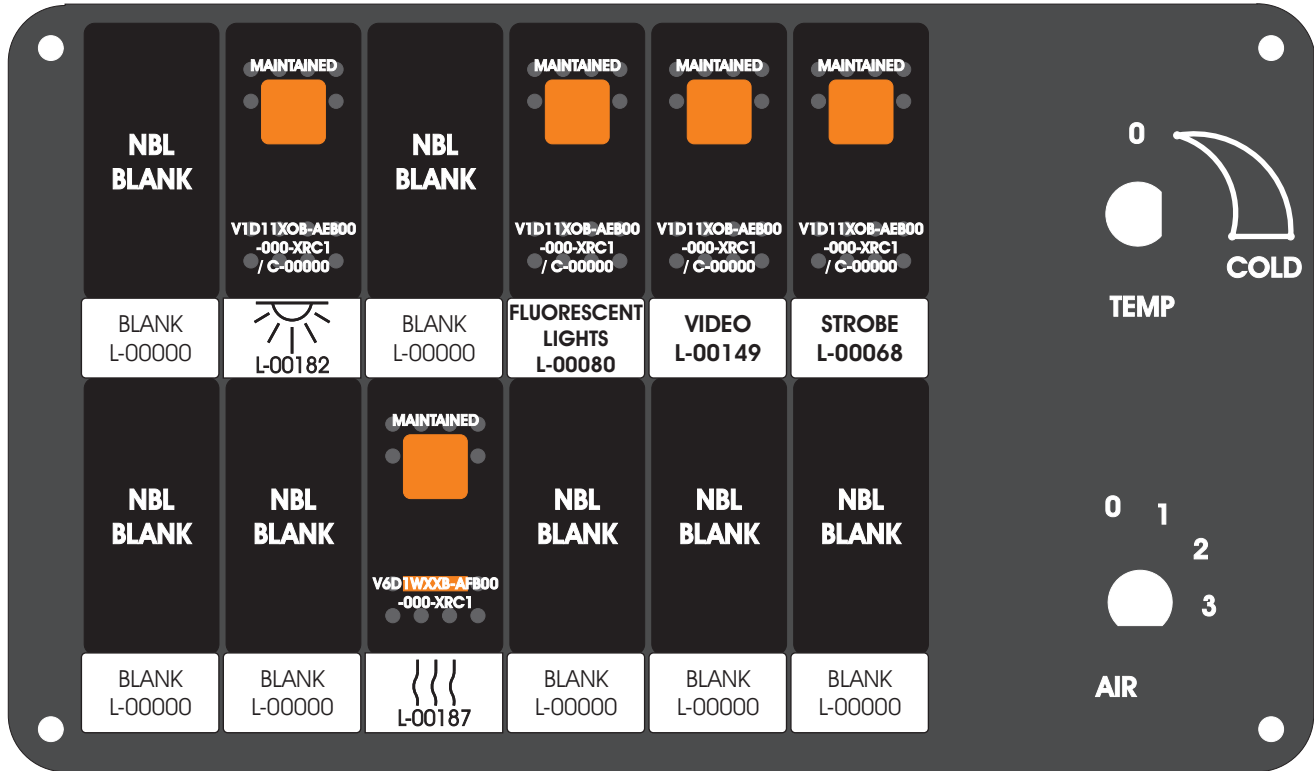 NBL
BLANK
MAINTAINED
V1D11XOB-AEB00
-000-XRC1
/ C-00000
NBL
BLANK
MAINTAINED
V1D11XOB-AEB00
-000-XRC1
/ C-00000
MAINTAINED
V1D11XOB-AEB00
-000-XRC1
/ C-00000
MAINTAINED
V1D11XOB-AEB00
-000-XRC1
/ C-00000
BLANK
L-00000
L-00182
BLANK
L-00000
FLUORESCENT
LIGHTS
L-00080
VIDEO
L-00149
STROBE
L-00068
0
COLD
TEMP
NBL
BLANK
NBL
BLANK
MAINTAINED
V6D1WXXB-AFB00
-000-XRC1
NBL
BLANK
NBL
BLANK
NBL
BLANK
BLANK
L-00000
BLANK
L-00000
L-00187
BLANK
L-00000
BLANK
L-00000
BLANK
L-00000
0
1
2
3
AIR